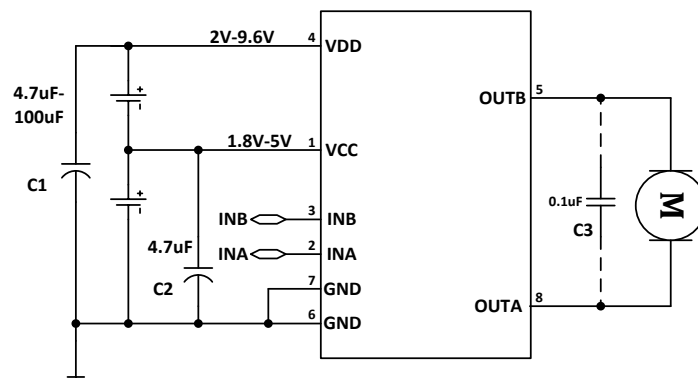 2V-9.6V
4
VDD
4.7uF-
100uF
+
-
C1
1.8V-5V
1
VCC
+
-
INB
3
INB
INA
2
INA
4.7uF
C2
7
GND
6
GND
OUTB
5
0.1uF
C3
M
OUTA
8